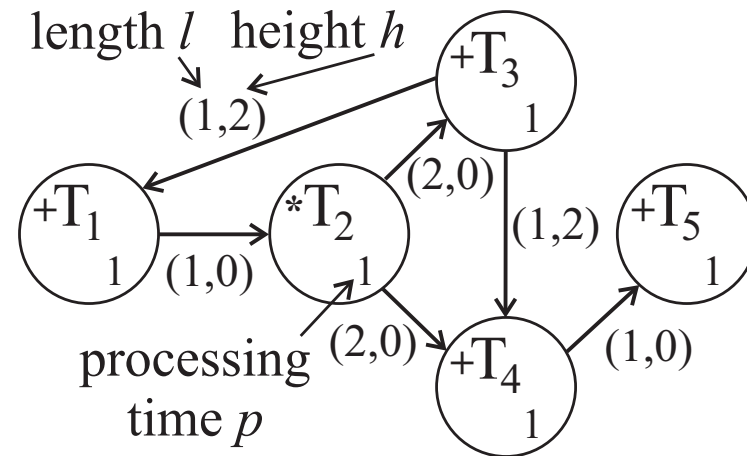 length l height h
(1,2)
+T3
1
+T1
1
(1,0)
*T2
1
(2,0)
(1,2)
+T5
1
(2,0)
+T4
1
(1,0)
processing
time p